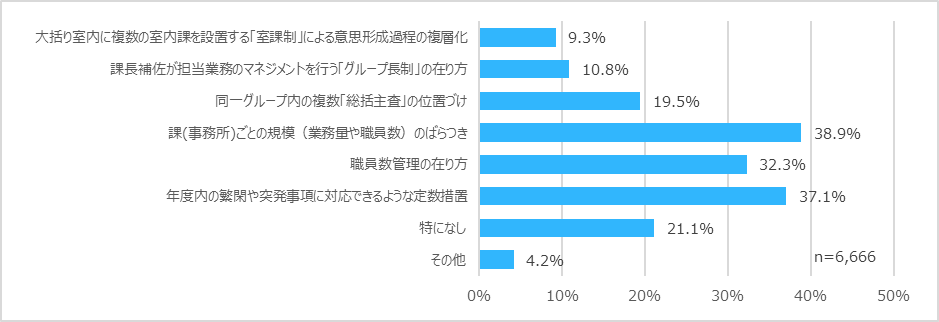 大括り室内に複数の室内課を設置する「室課制」による意思形成過程の複層化 9.3%
課長補佐が担当業務のマネジメントを行う「グループ長制」の在り方 10.8%
同一グループ内の複数「総括主査」の位置づけ 19.5%
課(事務所)ごとの規模（業務量や職員数）のばらつき 38.9%
職員数管理の在り方 32.3%
年度内の繁閑や突発事項に対応できるような定数措置 37.1%
特になし 21.1%
その他 4.2%
n=6,666
0% 10% 20% 30% 40% 50%